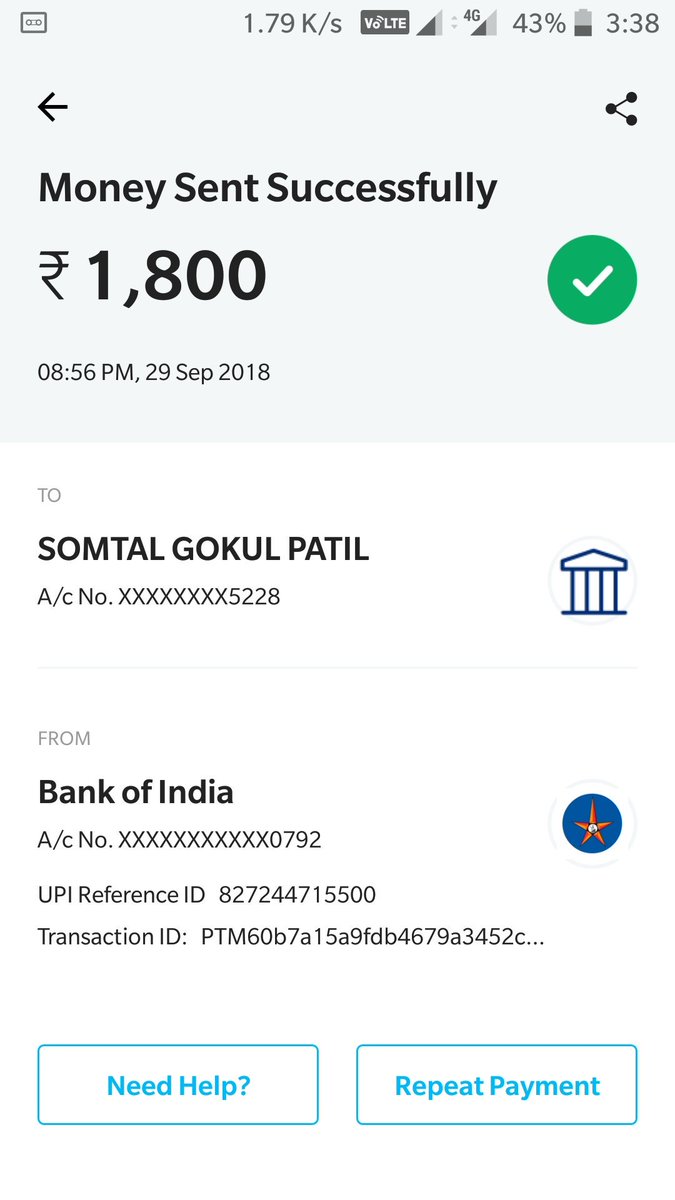 1.79 K/s VoLTE 4G 43% 3:38
Money Sent Successfully
₹ 1,800
08:56 PM, 29 Sep 2018
TO
SOMTAL GOKUL PATIL
A/c No. XXXXXXXX5228
FROM
Bank of India
A/c No. XXXXXXXXXXX0792
UPI Reference ID 827244715500
Transaction ID: PTM60b7a15a9fdb4679a3452c...
Need Help? Repeat Payment